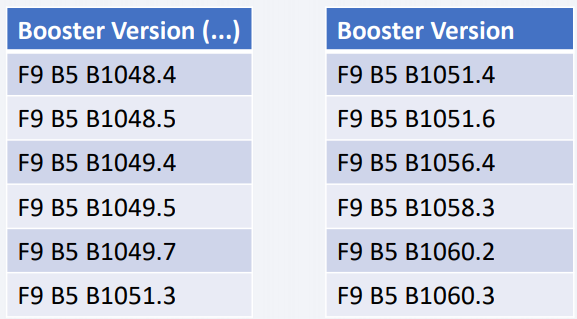 Booster Version (...)
F9 B5 B1048.4
F9 B5 B1048.5
F9 B5 B1049.4
F9 B5 B1049.5
F9 B5 B1049.7
F9 B5 B1051.3
Booster Version
F9 B5 B1051.4
F9 B5 B1051.6
F9 B5 B1056.4
F9 B5 B1058.3
F9 B5 B1060.2
F9 B5 B1060.3